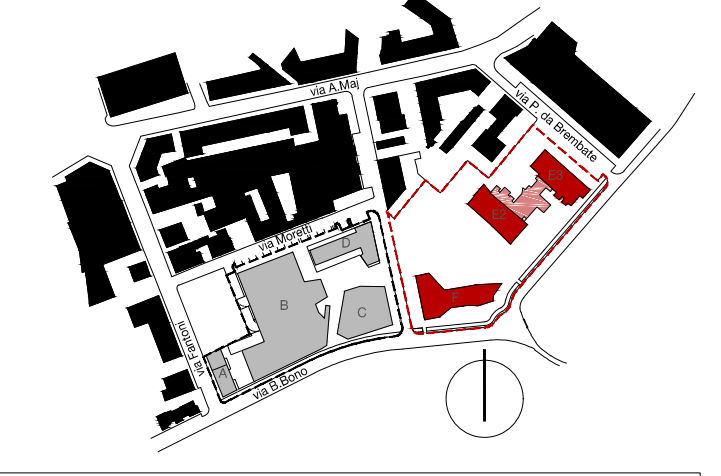 via A.Maj
via P. da Brembate
E3
E2
via Moretti
D
F
B
C
via Fantoni
A
via B.Bono